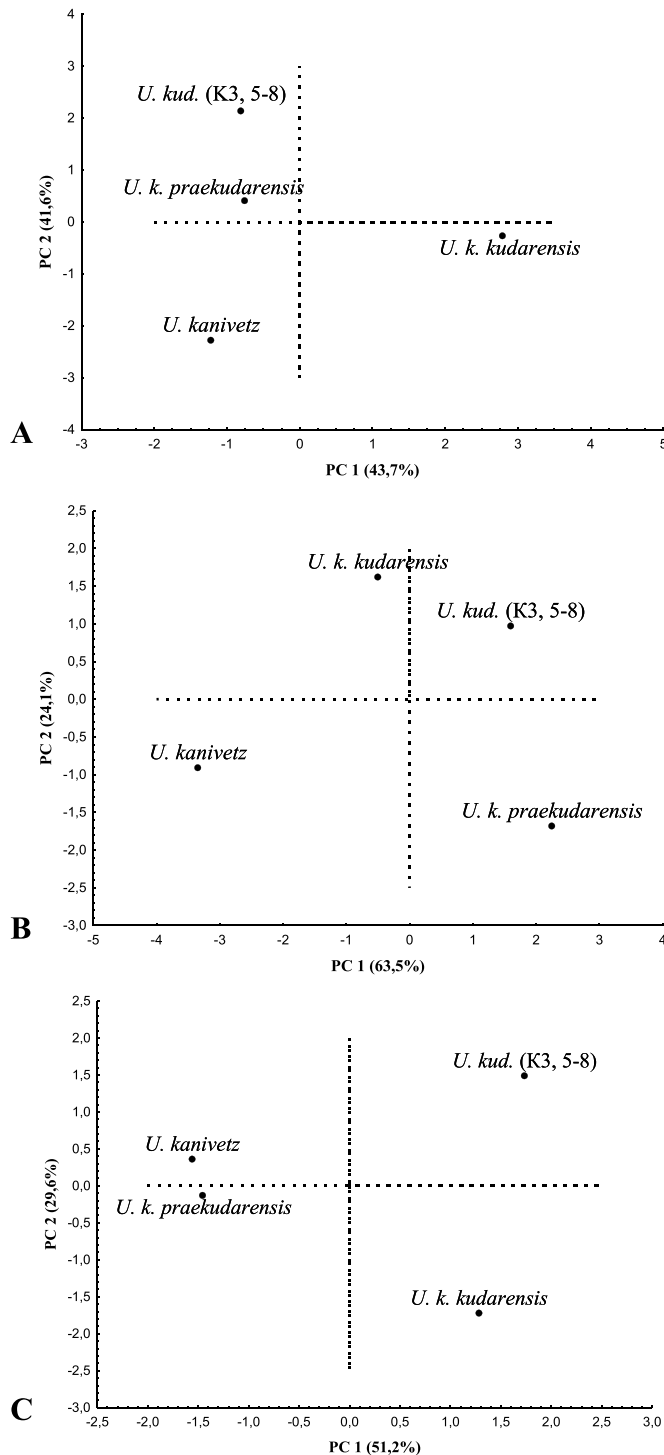 4
3
U. kud. (K3, 5-8)
2
1
U. k. praekudarensis
0
U. k. kudarensis
-1
PC 2 (41,6%)
U. kanivetz
-2
-3
-4
A
-3 -2 -1 0 1 2 3 4 5
PC 1 (43,7%)
2,5
2,0
U. k. kudarensis
1,5
U. kud. (K3, 5-8)
1,0
0,5
0,0
PC 2 (24,1%)
-0,5
U. kanivetz
-1,0
-1,5
U. k. praekudarensis
-2,0
-2,5
-3,0
B
-5 -4 -3 -2 -1 0 1 2 3 4
PC 1 (63,5%)
2,5
2,0
U. kud. (K3, 5-8)
1,5
1,0
0,5
U. kanivetz
0,0
U. k. praekudarensis
PC 2 (29,6%)
-0,5
-1,0
-1,5
U. k. kudarensis
-2,0
-2,5
-3,0
C
-2,5 -2,0 -1,5 -1,0 -0,5 0,0 0,5 1,0 1,5 2,0 2,5 3,0
PC 1 (51,2%)